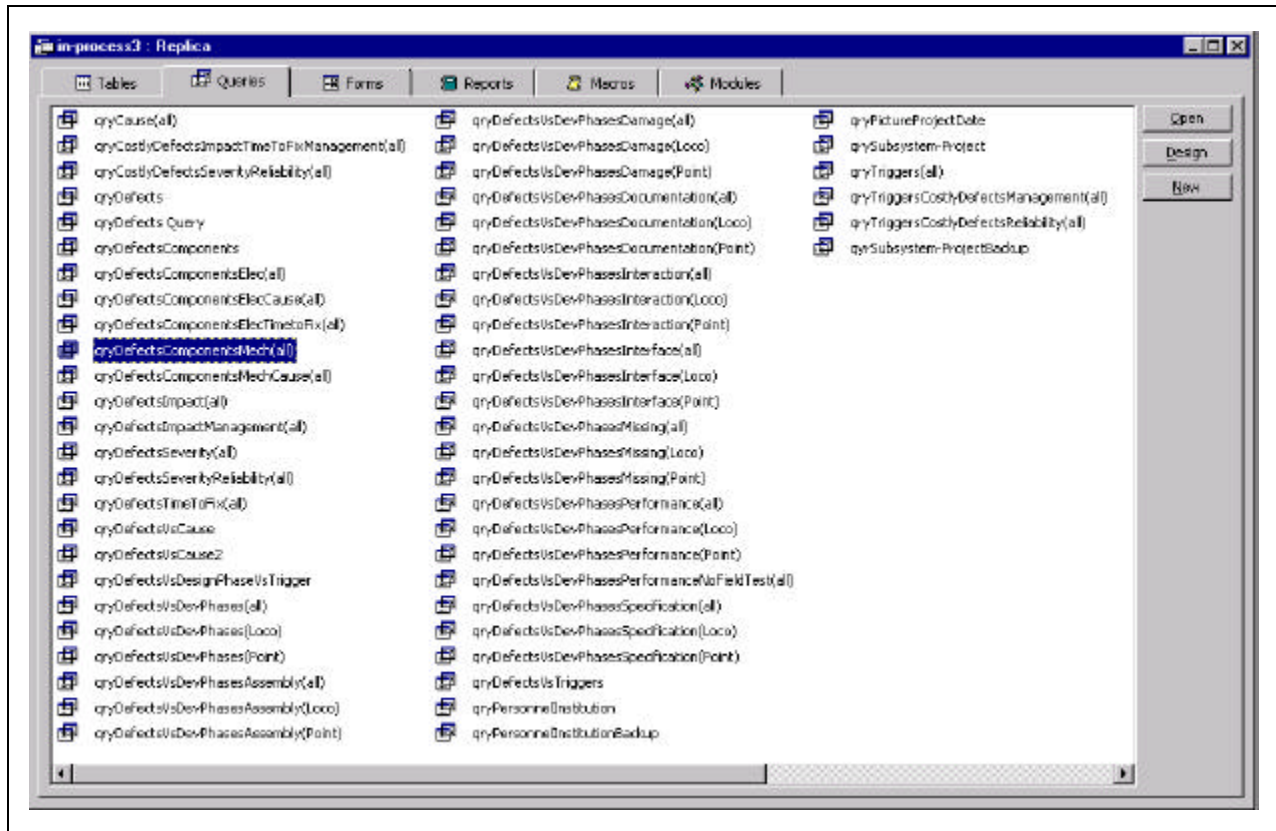 in-process3 : Replica
Tables
Queries
Forms
Reports
Macros
Modules
qryCause(all)
qryCostlyDefectsImpactTimeToFixManagement(all)
qryCostlyDefectsSeverityReliability(all)
qryDefects
qryDefects Query
qryDefectsComponents
qryDefectsComponentsElec(all)
qryDefectsComponentsElecCause(all)
qryDefectsComponentsElecTimetoFix(all)
qryDefectsComponentsMech(all)
qryDefectsComponentsMechCause(all)
qryDefectsImpact(all)
qryDefectsImpactManagement(all)
qryDefectsSeverity(all)
qryDefectsSeverityReliability(all)
qryDefectsTimeToFix(all)
qryDefectsVsCause
qryDefectsVsCause2
qryDefectsVsDesignPhaseVsTrigger
qryDefectsVsDevPhases(all)
qryDefectsVsDevPhases(Loco)
qryDefectsVsDevPhases(Point)
qryDefectsVsDevPhasesAssembly(all)
qryDefectsVsDevPhasesAssembly(Loco)
qryDefectsVsDevPhasesAssembly(Point)
qryDefectsVsDevPhasesDamage(all)
qryDefectsVsDevPhasesDamage(Loco)
qryDefectsVsDevPhasesDamage(Point)
qryDefectsVsDevPhasesDocumentation(all)
qryDefectsVsDevPhasesDocumentation(Loco)
qryDefectsVsDevPhasesDocumentation(Point)
qryDefectsVsDevPhasesInteraction(all)
qryDefectsVsDevPhasesInteraction(Loco)
qryDefectsVsDevPhasesInteraction(Point)
qryDefectsVsDevPhasesInterface(all)
qryDefectsVsDevPhasesInterface(Loco)
qryDefectsVsDevPhasesInterface(Point)
qryDefectsVsDevPhasesMissing(all)
qryDefectsVsDevPhasesMissing(Loco)
qryDefectsVsDevPhasesMissing(Point)
qryDefectsVsDevPhasesPerformance(all)
qryDefectsVsDevPhasesPerformance(Loco)
qryDefectsVsDevPhasesPerformance(Point)
qryDefectsVsDevPhasesPerformanceNoFieldTest(all)
qryDefectsVsDevPhasesSpecification(all)
qryDefectsVsDevPhasesSpecification(Loco)
qryDefectsVsDevPhasesSpecification(Point)
qryDefectsVsTriggers
qryPersonnelInstitution
qryPersonnelInstitutionBackup
qryPictureProjectDate
qrySubsystem-Project
qryTriggers(all)
qryTriggersCostlyDefectsManagement(all)
qryTriggersCostlyDefectsReliability(all)
qyrSubsystem-ProjectBackup
Open
Design
New